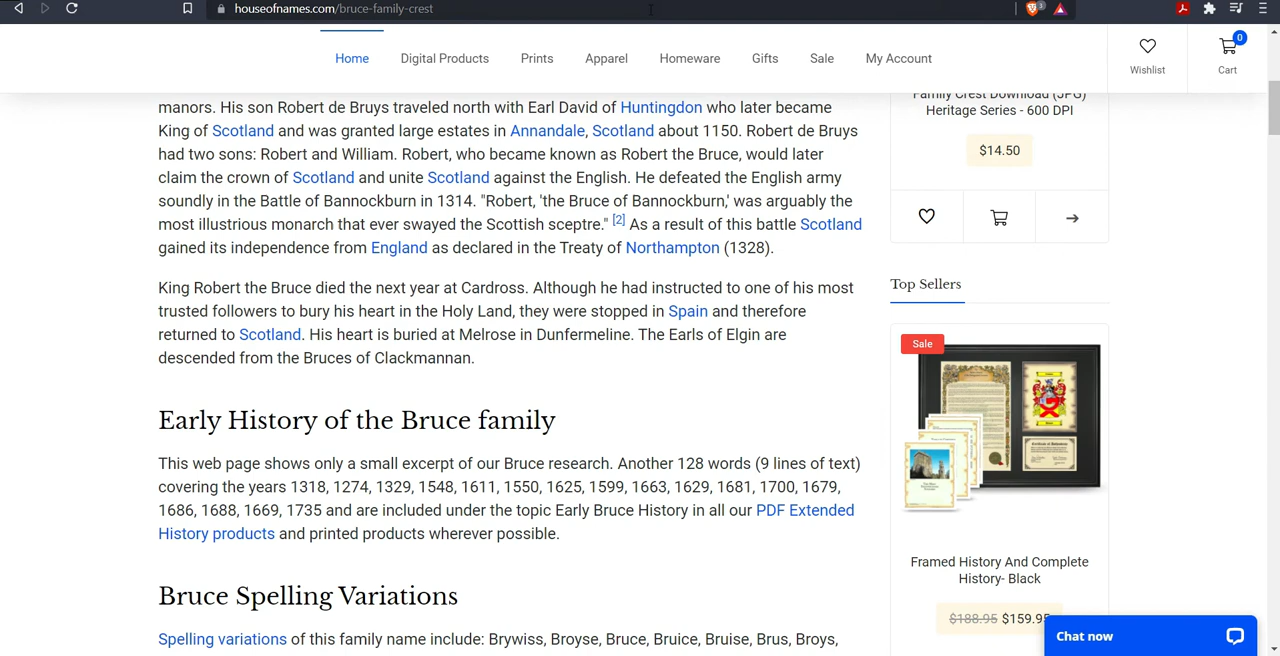 houseofnames.com/bruce-family-crest
3
Home
Digital Products
Prints
Apparel
Homeware
Gifts
Sale
My Account
Wishlist
0
Cart
manors. His son Robert de Bruys traveled north with Earl David of Huntingdon who later became
King of Scotland and was granted large estates in Annandale, Scotland about 1150. Robert de Bruys
had two sons: Robert and William. Robert, who became known as Robert the Bruce, would later
claim the crown of Scotland and unite Scotland against the English. He defeated the English army
soundly in the Battle of Bannockburn in 1314. "Robert, 'the Bruce of Bannockburn,' was arguably the
most illustrious monarch that ever swayed the Scottish sceptre." [2] As a result of this battle Scotland
gained its independence from England as declared in the Treaty of Northampton (1328).
King Robert the Bruce died the next year at Cardross. Although he had instructed to one of his most
trusted followers to bury his heart in the Holy Land, they were stopped in Spain and therefore
returned to Scotland. His heart is buried at Melrose in Dunfermeline. The Earls of Elgin are
descended from the Bruces of Clackmannan.
Early History of the Bruce family
This web page shows only a small excerpt of our Bruce research. Another 128 words (9 lines of text)
covering the years 1318, 1274, 1329, 1548, 1611, 1550, 1625, 1599, 1663, 1629, 1681, 1700, 1679,
1686, 1688, 1669, 1735 and are included under the topic Early Bruce History in all our PDF Extended
History products and printed products wherever possible.
Bruce Spelling Variations
Spelling variations of this family name include: Brywiss, Broyse, Bruce, Bruice, Bruise, Brus, Broys,
Family Crest Download (JPG)
Heritage Series - 600 DPI
$14.50
Top Sellers
Sale
Framed History And Complete
History- Black
$188.95 $159.95
Chat now